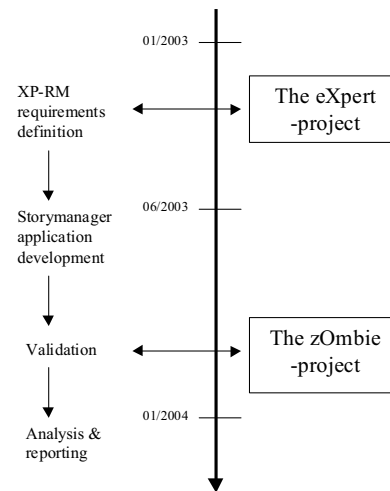 01/2003
XP-RM
requirements
definition
The eXpert
-project
06/2003
Storymanager
application
development
Validation
The zOmbie
-project
01/2004
Analysis &
reporting